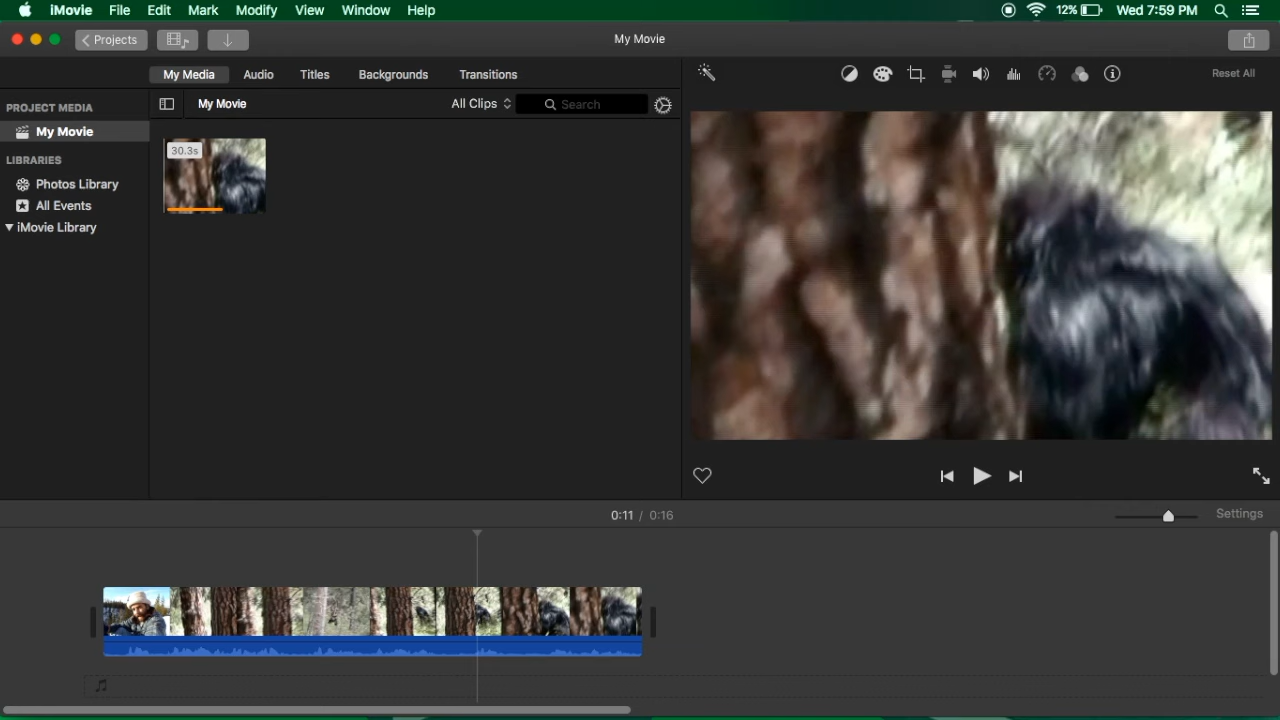 iMovie File Edit Mark Modify View Window Help 12% Wed 7:59 PM
Projects My Movie
My Media Audio Titles Backgrounds Transitions Reset All
PROJECT MEDIA My Movie All Clips Search
My Movie
30.3s
LIBRARIES
Photos Library
All Events
iMovie Library
0:11 / 0:16 Settings